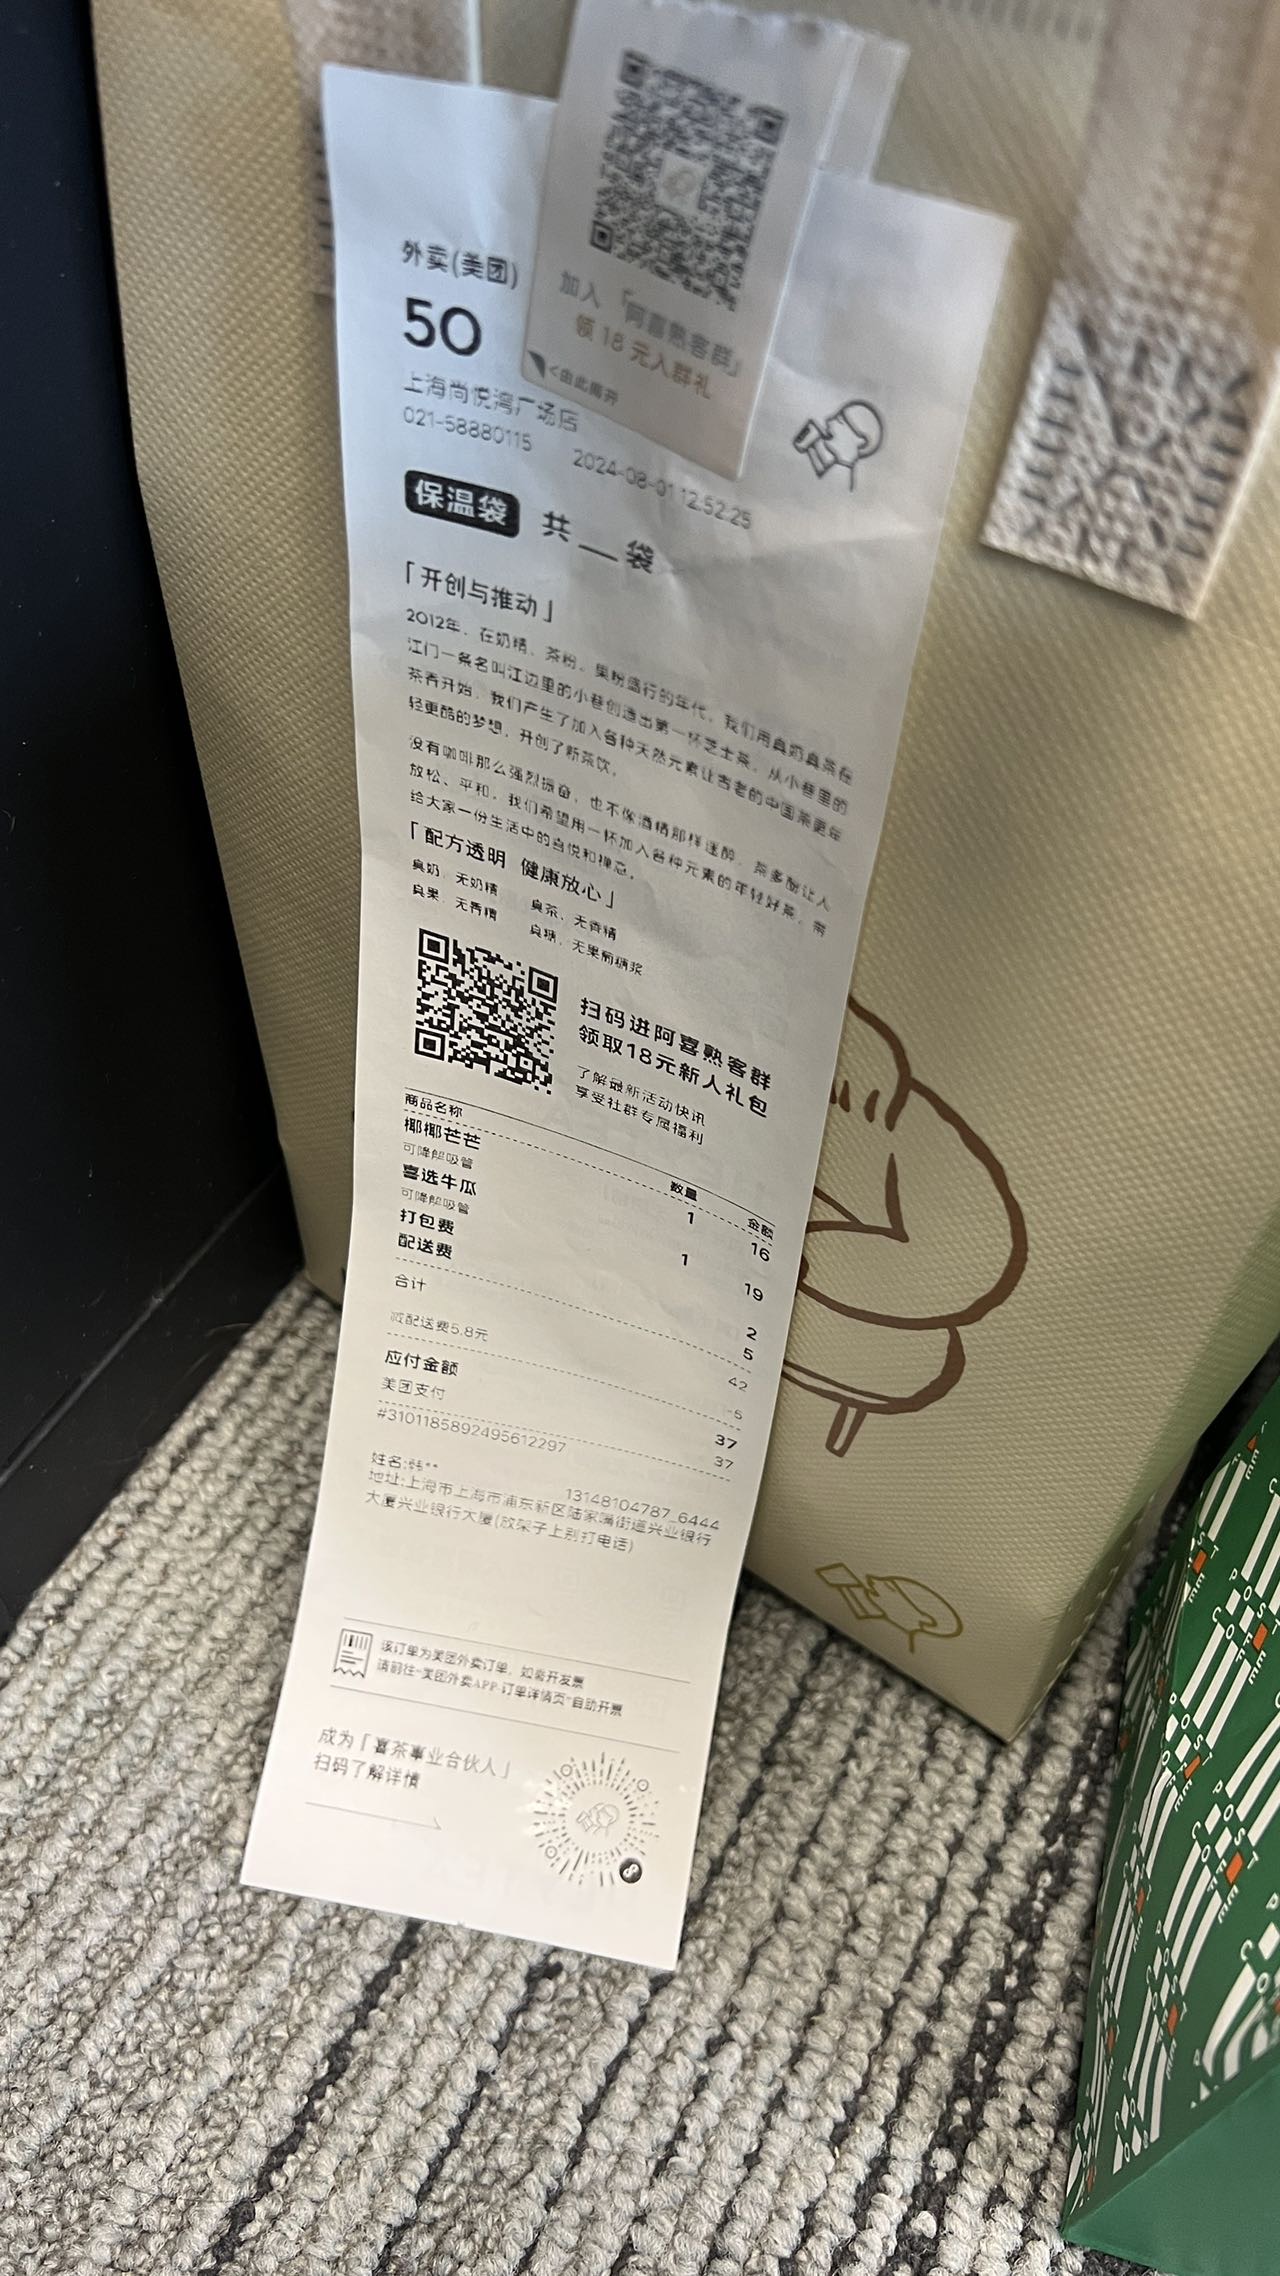 加入「阿喜熟客群」
领 18 元入群礼
<由此撕开
外卖(美团)
50
上海尚悦湾广场店
021-58880115
2024-08-01 12:52:25
保温袋 共__袋
「开创与推动」
2012年，在奶精、茶粉、果粉盛行的年代，我们用真奶真茶在
江门一条名叫江边里的小巷创造出第一杯芝士茶。从小巷里的
茶香开始，我们产生了加入各种天然元素让古老的中国茶更年
轻更酷的梦想，开创了新茶饮。
没有咖啡那么强烈振奋，也不像酒精那样迷醉，茶多酚让人
放松、平和，我们希望用一杯加入各种元素的年轻好茶，带
给大家一份生活中的自悦和禅意。
「配方透明 健康放心」
真奶，无奶精 真茶，无香精
真果，无香精 真糖，无果葡糖浆
扫码进阿喜熟客群
领取18元新人礼包
了解最新活动快讯
享受社群专属福利
商品名称 数量 金额
椰椰芒芒 1 16
可降解吸管
喜选牛瓜 1 19
可降解吸管
打包费 2
配送费 5
合计 42
减配送费5.8元 -5
应付金额 37
美团支付 37
#3101185892495612297
姓名:韩** 13148104787_6444
地址:上海市上海市浦东新区陆家嘴街道兴业银行
大厦兴业银行大厦(放架子上别打电话)
该订单为美团外卖订单，如需开发票
请前往"美团外卖APP-订单详情页"自动开票
成为「喜茶事业合伙人」
扫码了解详情